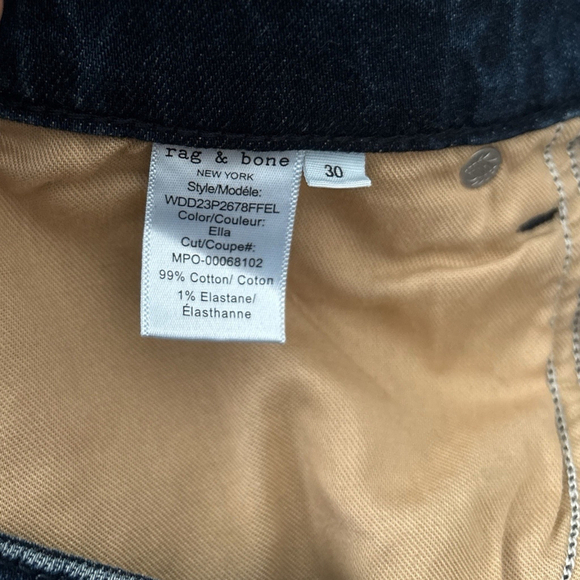 rag & bone
NEW YORK
Style/Modéle:
WDD23P2678FFEL
Color/Couleur:
Ella
Cut/Coupe#:
MPO-00068102
99% Cotton/ Coton
1% Elastane/
Élasthanne
30